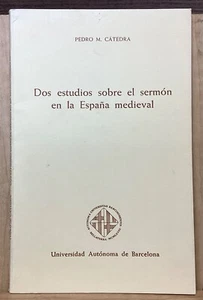 PEDRO M. CÁTEDRA
Dos estudios sobre el sermón
en la España medieval
Universidad Autónoma de Barcelona